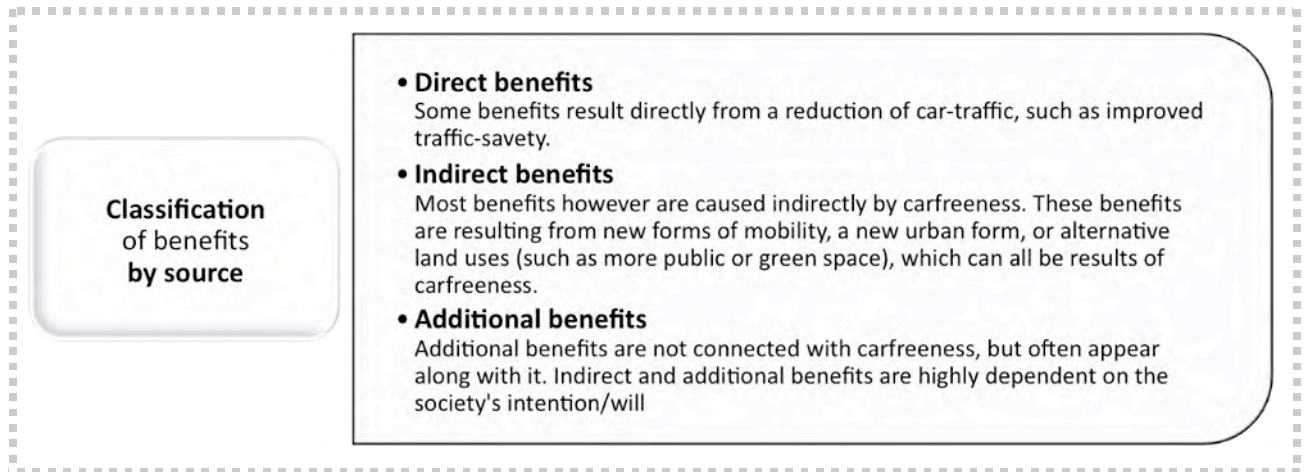 Classification
of benefits
by source
• Direct benefits
Some benefits result directly from a reduction of car-traffic, such as improved
traffic-savety.
• Indirect benefits
Most benefits however are caused indirectly by carfreeness. These benefits
are resulting from new forms of mobility, a new urban form, or alternative
land uses (such as more public or green space), which can all be results of
carfreeness.
• Additional benefits
Additional benefits are not connected with carfreeness, but often appear
along with it. Indirect and additional benefits are highly dependent on the
society's intention/will